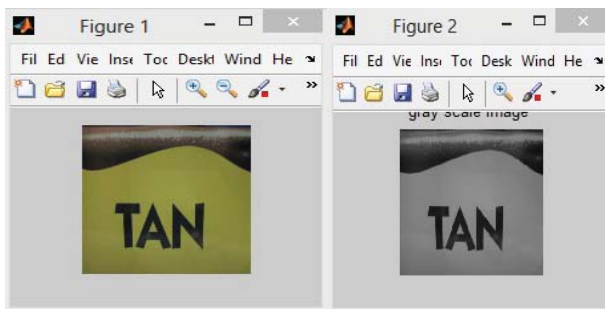 Figure 1
Fil Ed Vie Inse Toc Deskt Wind He
TAN
Figure 2
Fil Ed Vie Inse Toc Desk Wind He
gray scale image
TAN